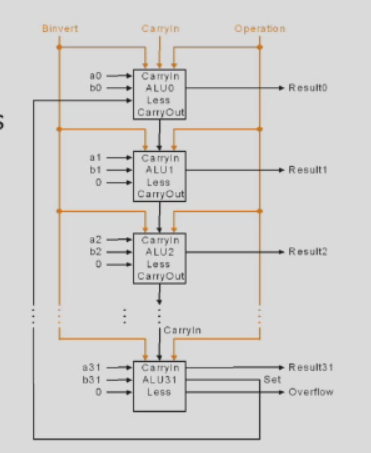 Binvert CarryIn Operation
a0 CarryIn
b0 ALU0 Result0
Less
CarryOut
s
a1 CarryIn
b1 ALU1 Result1
0 Less
CarryOut
a2 CarryIn
b2 ALU2 Result2
0 Less
CarryOut
CarryIn
a31 CarryIn Result31
b31 ALU31 Set
0 Less Overflow